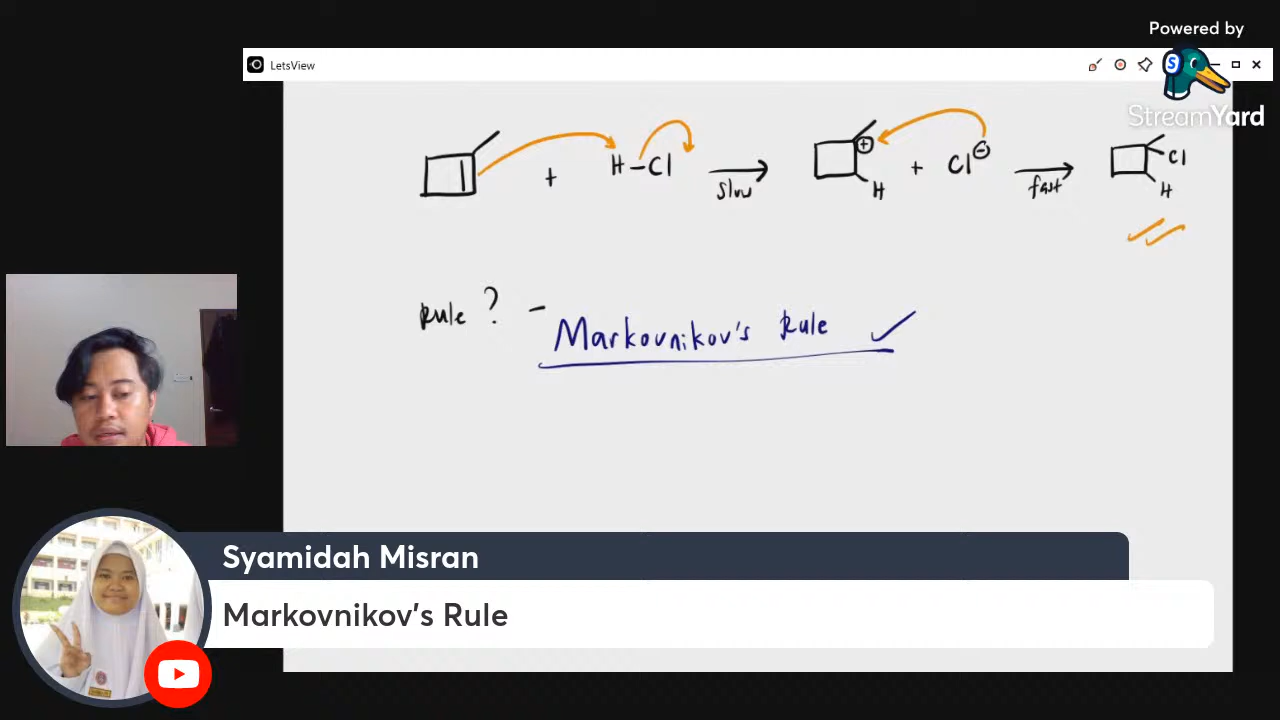 Powered by
StreamYard
LetsView
+ H-Cl slow ⊕ H + Cl⊖ fast Cl H
Rule? - Markovnikov's Rule ✓
Syamidah Misran
Markovnikov's Rule